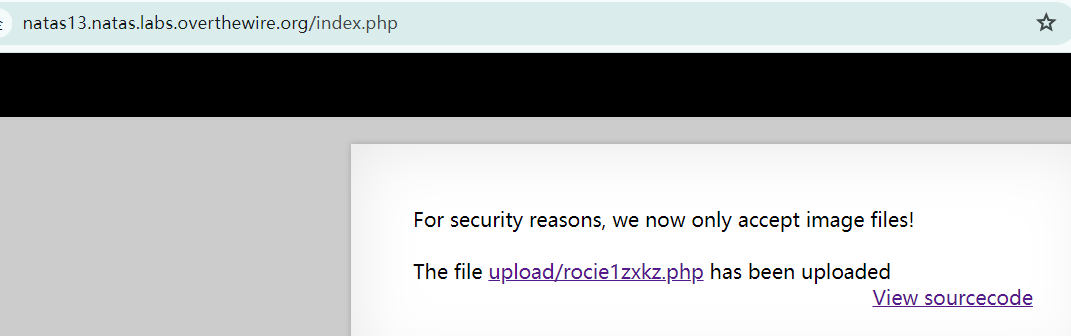 natas13.natas.labs.overthewire.org/index.php
For security reasons, we now only accept image files!
The file upload/rocie1zxkz.php has been uploaded
View sourcecode